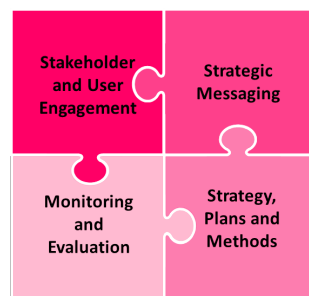 Stakeholder
and User
Engagement
Strategic
Messaging
Monitoring
and
Evaluation
Strategy,
Plans and
Methods